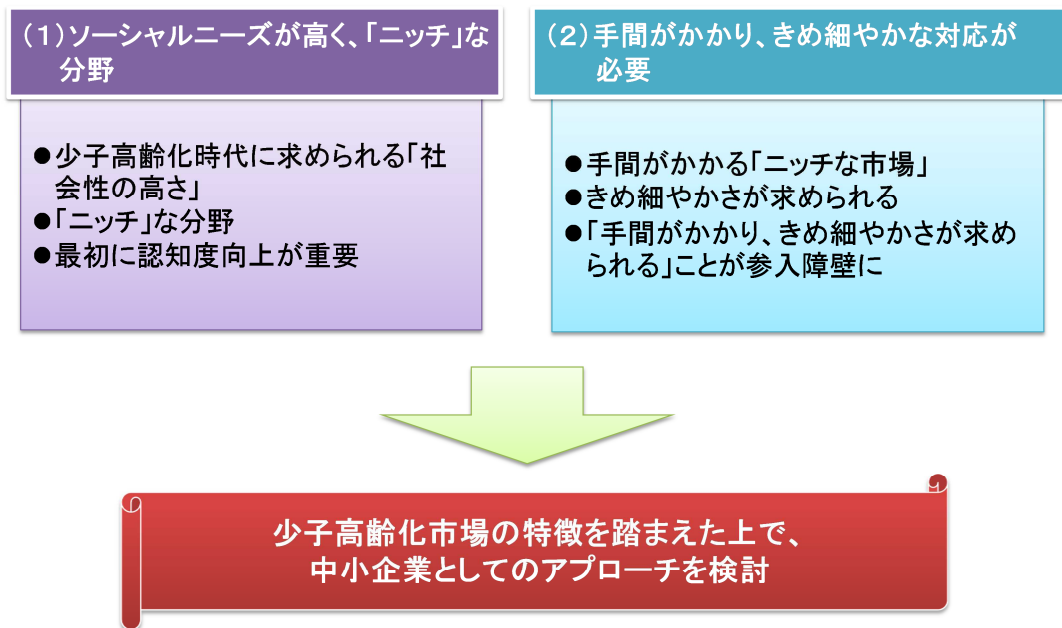 (1)ソーシャルニーズが高く、「ニッチ」な
分野
●少子高齢化時代に求められる「社
会性の高さ」
●「ニッチ」な分野
●最初に認知度向上が重要
(2)手間がかかり、きめ細やかな対応が
必要
●手間がかかる「ニッチな市場」
●きめ細やかさが求められる
●「手間がかかり、きめ細やかさが求め
られる」ことが参入障壁に
少子高齢化市場の特徴を踏まえた上で、
中小企業としてのアプローチを検討